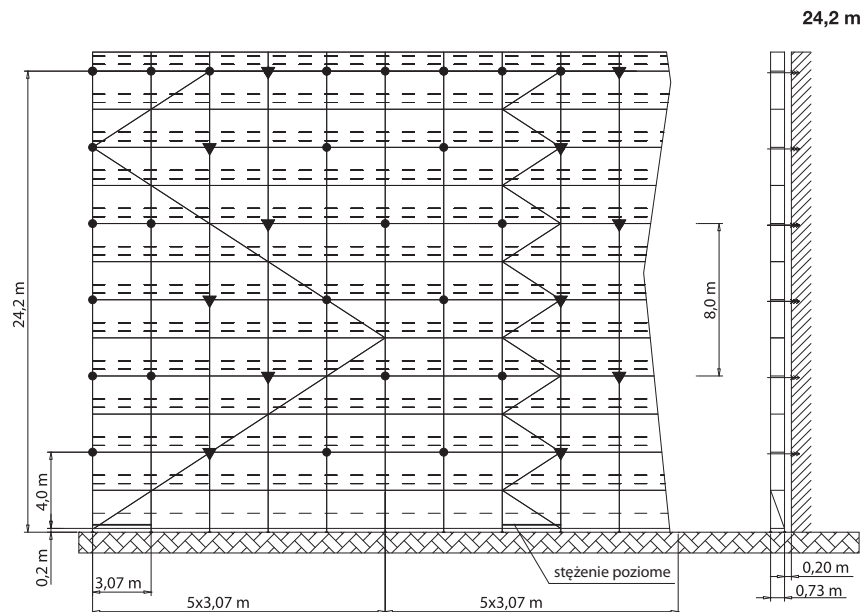 24,2 m
24,2 m
8,0 m
4,0 m
0,2 m
stężenie poziome
0,20 m
3,07 m
0,73 m
5x3,07 m
5x3,07 m